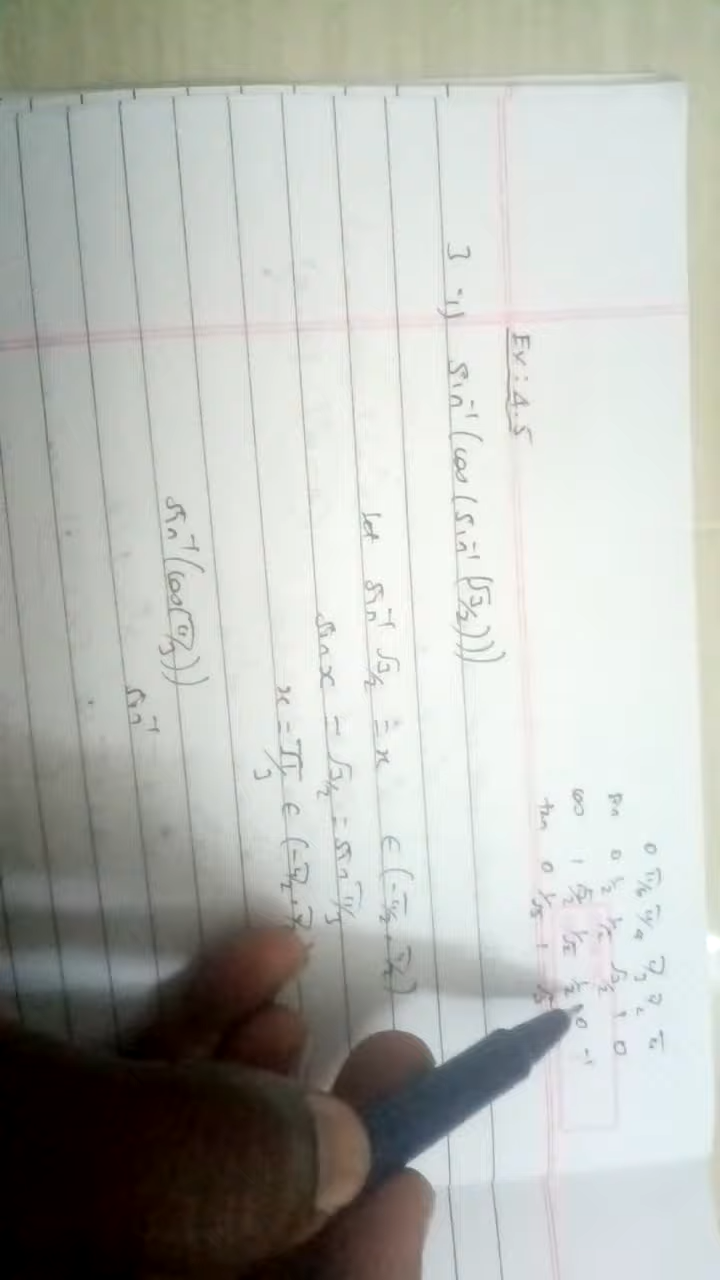 0 π/6 π/4 π/3 π/2 π
sin 0 1/2 1/√2 √3/2 1 0
cos 1 √3/2 1/√2 1/2 0 -1
tan 0 1/√3 1 √3
Ex: 4.5
3 i) sin⁻¹(cos(sin⁻¹(√3/2)))
let sin⁻¹ √3/2 = x ∈ (-π/2, π/2)
sin x = √3/2 = sin π/3
x = π/3 ∈ (-π/2, π
sin⁻¹(cos(π/3))
sin⁻¹